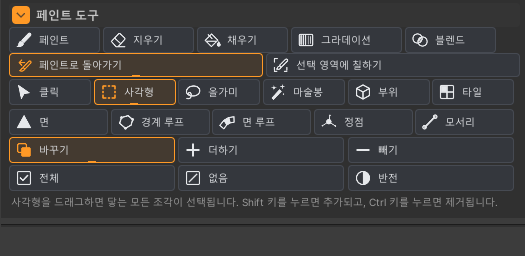 페인트 도구
페인트 지우기 채우기 그라데이션 블렌드
페인트로 돌아가기 선택 영역에 칠하기
클릭 사각형 올가미 마술봉 부위 타일
면 경계 루프 면 루프 정점 모서리
바꾸기 더하기 빼기
전체 없음 반전
사각형을 드래그하면 닿는 모든 조각이 선택됩니다. Shift 키를 누르면 추가되고, Ctrl 키를 누르면 제거됩니다.